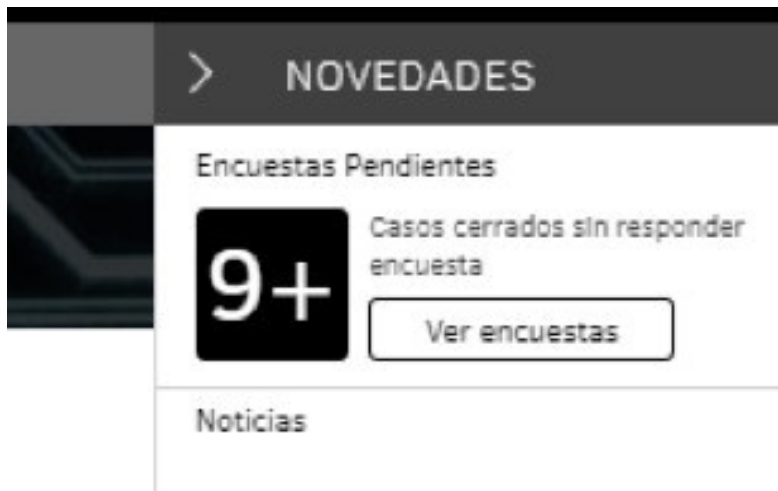 NOVEDADES
Encuestas Pendientes
9+
Casos cerrados sin responder
encuesta
Ver encuestas
Noticias